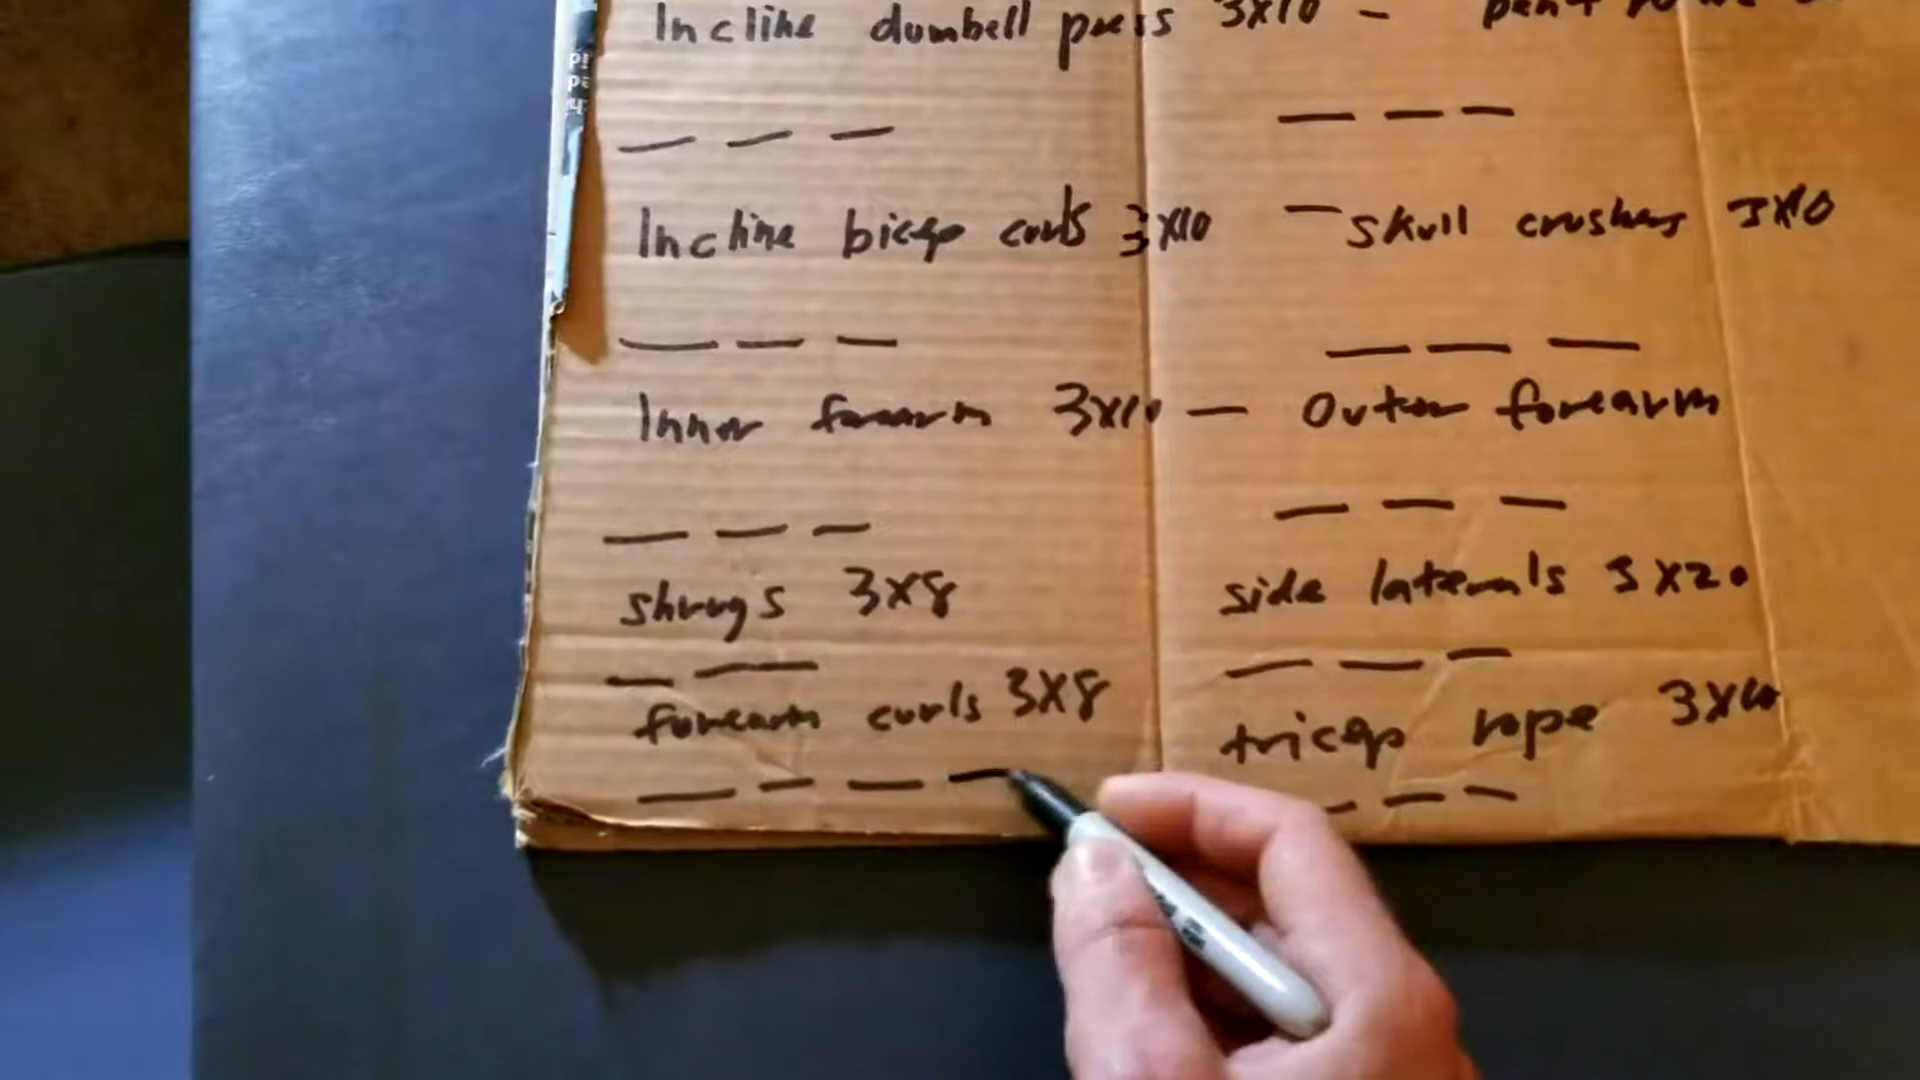 Incline dumbell press 3x10 -
Incline bicep curls 3x10 - skull crushers 3x10
Inner forearm 3x10 - Outer forearm
shrugs 3x8 side laterals 3x20
forearm curls 3x8 tricep rope 3x10